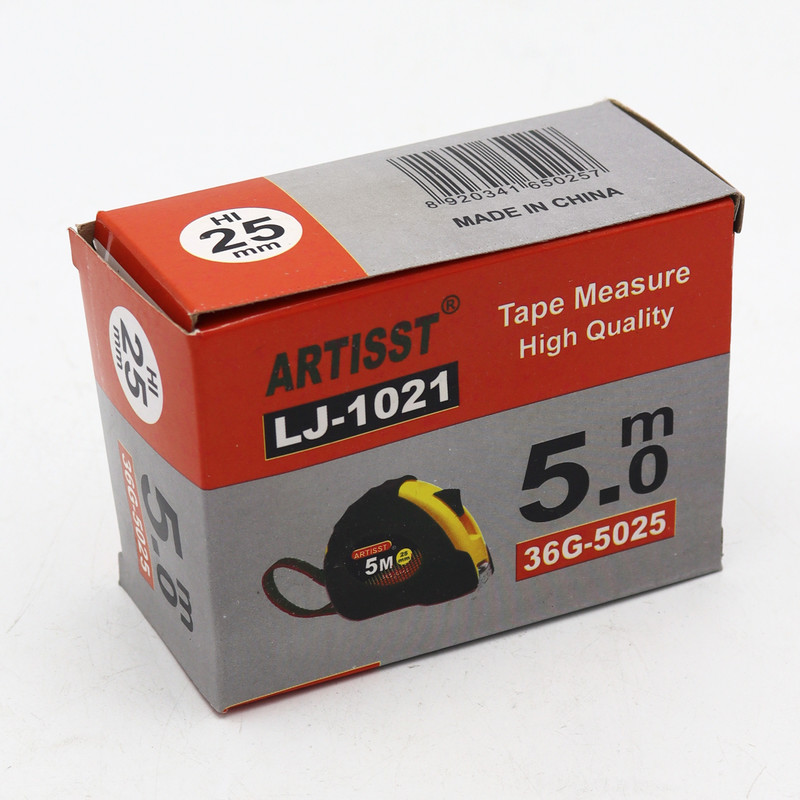 HI
25
mm
8 920341 650257
MADE IN CHINA
HI
25
mm
5.0
m
36G-5025
ARTISST®
LJ-1021
Tape Measure
High Quality
5.0
m
36G-5025
ARTISST
5M